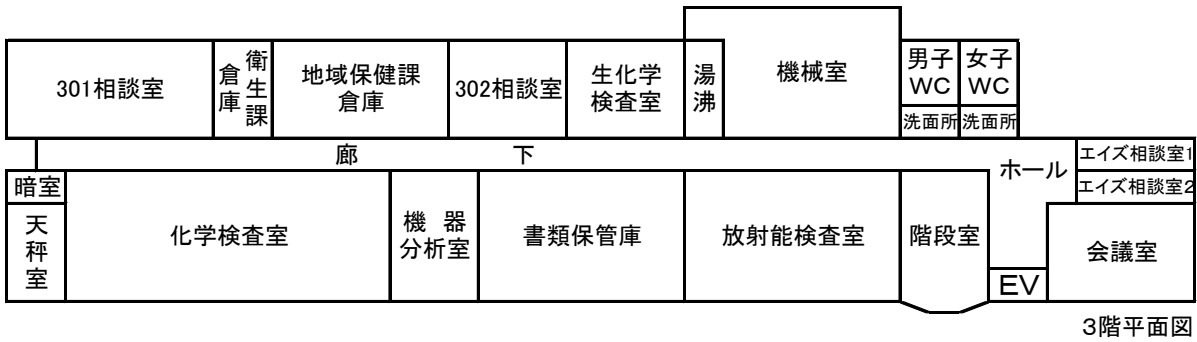 301相談室
衛生課
倉庫
地域保健課
倉庫
302相談室
生化学
検査室
湯沸
機械室
男子
WC
女子
WC
洗面所
洗面所
廊下
ホール
エイズ相談室1
エイズ相談室2
暗室
天秤室
化学検査室
機器
分析室
書類保管庫
放射能検査室
階段室
EV
会議室
3階平面図